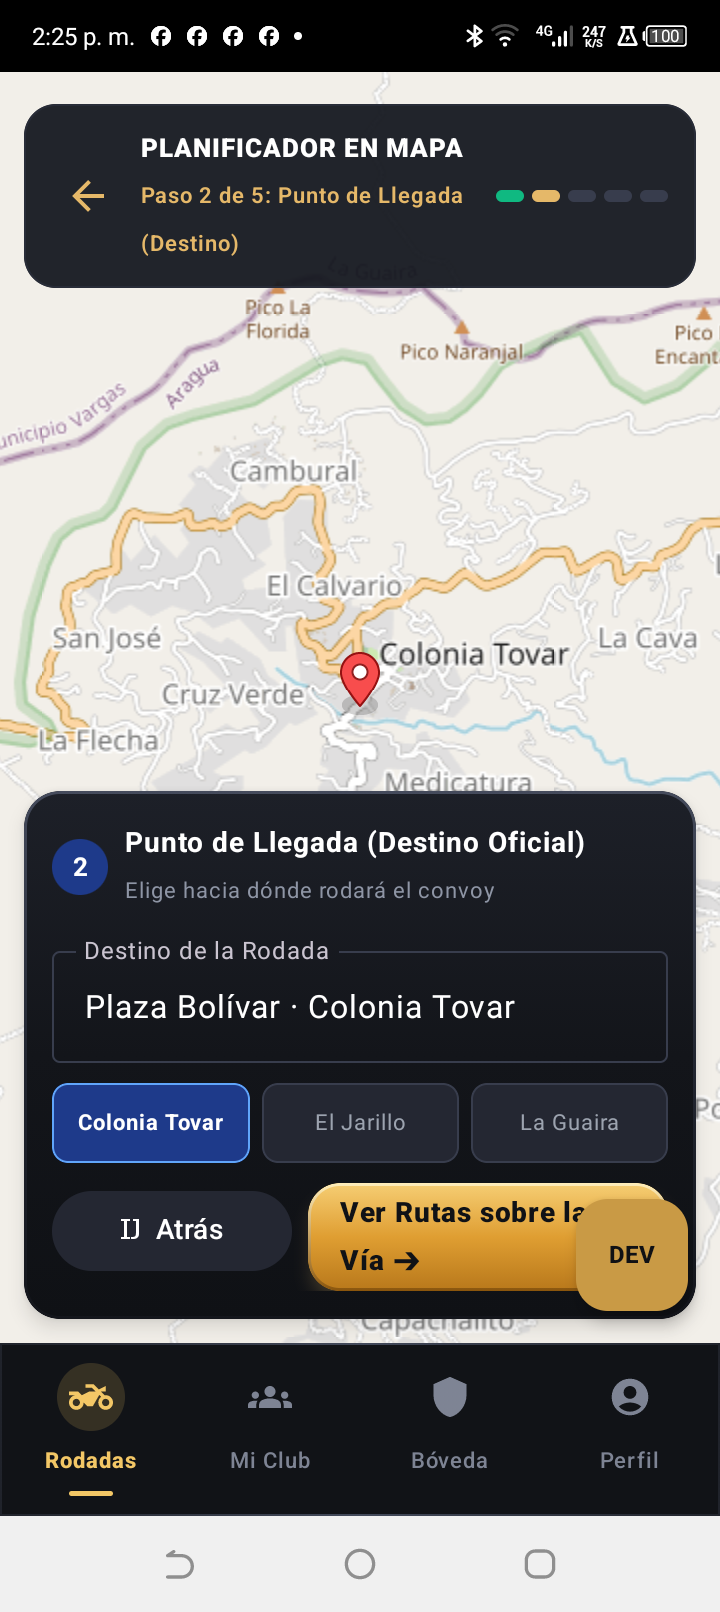 2:25 p. m.
4G
247
K/S
100
PLANIFICADOR EN MAPA
Paso 2 de 5: Punto de Llegada
(Destino)
La Guaira
Pico La
Florida
Pico Naranjal
Pico
Encant
Aragua
unicipio Vargas
Cambural
El Calvario
San José
Colonia Tovar
La Cava
Cruz Verde
La Flecha
Medicatura
2
Punto de Llegada (Destino Oficial)
Elige hacia dónde rodará el convoy
Destino de la Rodada
Plaza Bolívar · Colonia Tovar
Colonia Tovar
El Jarillo
La Guaira
Po
Atrás
Ver Rutas sobre la
Vía →
DEV
Capachalito
Rodadas
Mi Club
Bóveda
Perfil